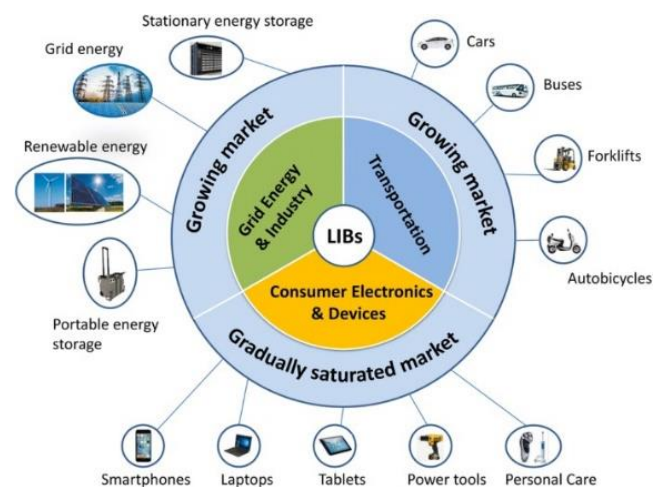 Stationary energy storage
Grid energy
Renewable energy
Portable energy
storage
Cars
Buses
Forklifts
Autobicycles
Growing market
Growing market
Grid Energy
& Industry
Transportation
LIBs
Consumer Electronics
& Devices
Gradually saturated market
Smartphones
Laptops
Tablets
Power tools
Personal Care